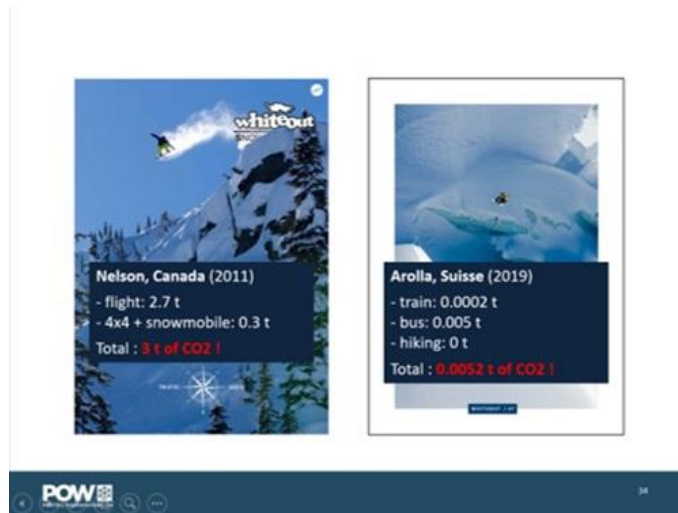 whiteout
Nelson, Canada (2011)
- flight: 2.7 t
- 4x4 + snowmobile: 0.3 t
Total : 3 t of CO2 !
Arolla, Suisse (2019)
- train: 0.0002 t
- bus: 0.005 t
- hiking: 0 t
Total : 0.0052 t of CO2 !
POW
34